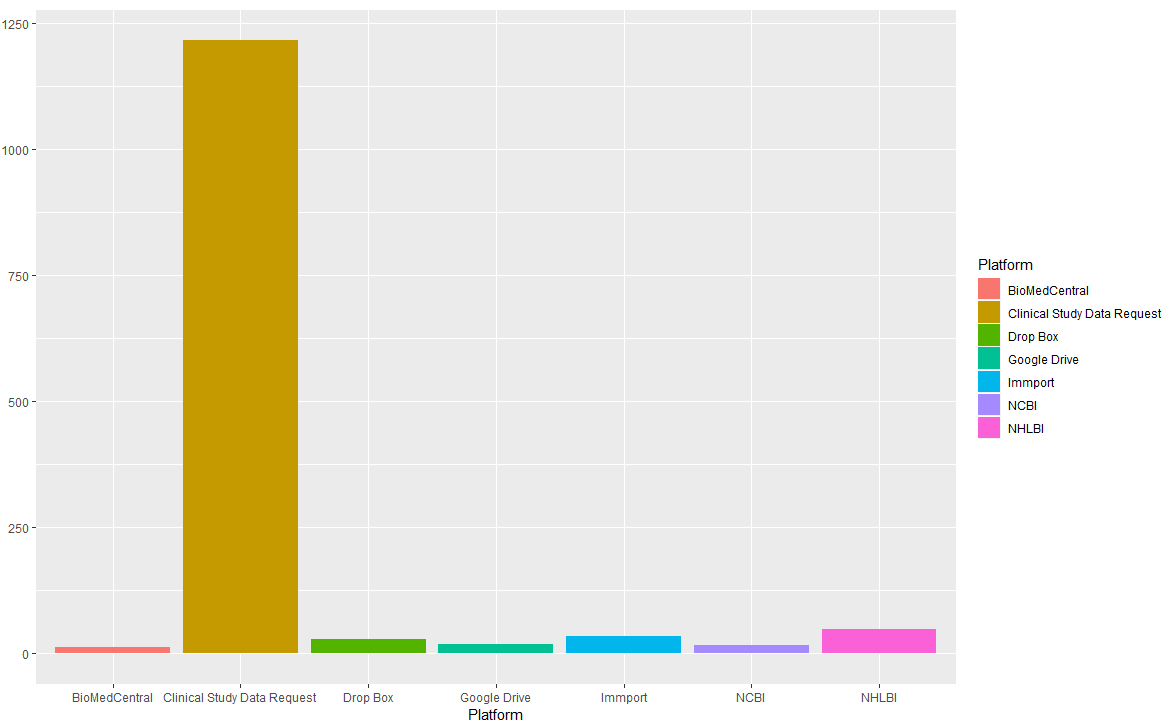 1250
1000
750
500
250
0
BioMedCentral
Clinical Study Data Request
Drop Box
Google Drive
Immport
NCBI
NHLBI
Platform
Platform
BioMedCentral
Clinical Study Data Request
Drop Box
Google Drive
Immport
NCBI
NHLBI